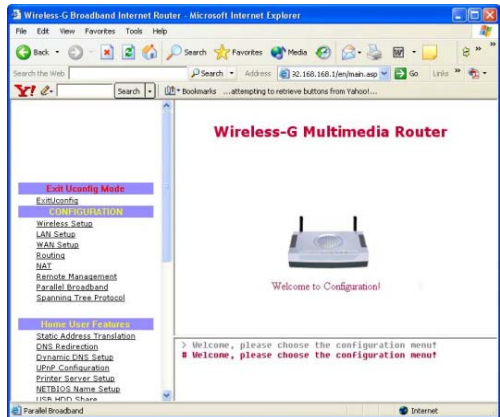 Wireless-G Broadband Internet Router - Microsoft Internet Explorer
File Edit View Favorites Tools Help
Back Search Favorites Media
Search the Web Search Address 92.168.168.1/en/main.asp Go Links
Y! Search Bookmarks ...attempting to retrieve buttons from Yahoo!...
Exit Uconfig Mode
ExitUconfig
CONFIGURATION
Wireless Setup
LAN Setup
WAN Setup
Routing
NAT
Remote Management
Parallel Broadband
Spanning Tree Protocol
Home User Features
Static Address Translation
DNS Redirection
Dynamic DNS Setup
UPnP Configuration
Printer Server Setup
NETBIOS Name Setup
USB HDD Share
Wireless-G Multimedia Router
Welcome to Configuration!
> Welcome, please choose the configuration menu!
# Welcome, please choose the configuration menu!
Parallel Broadband Internet